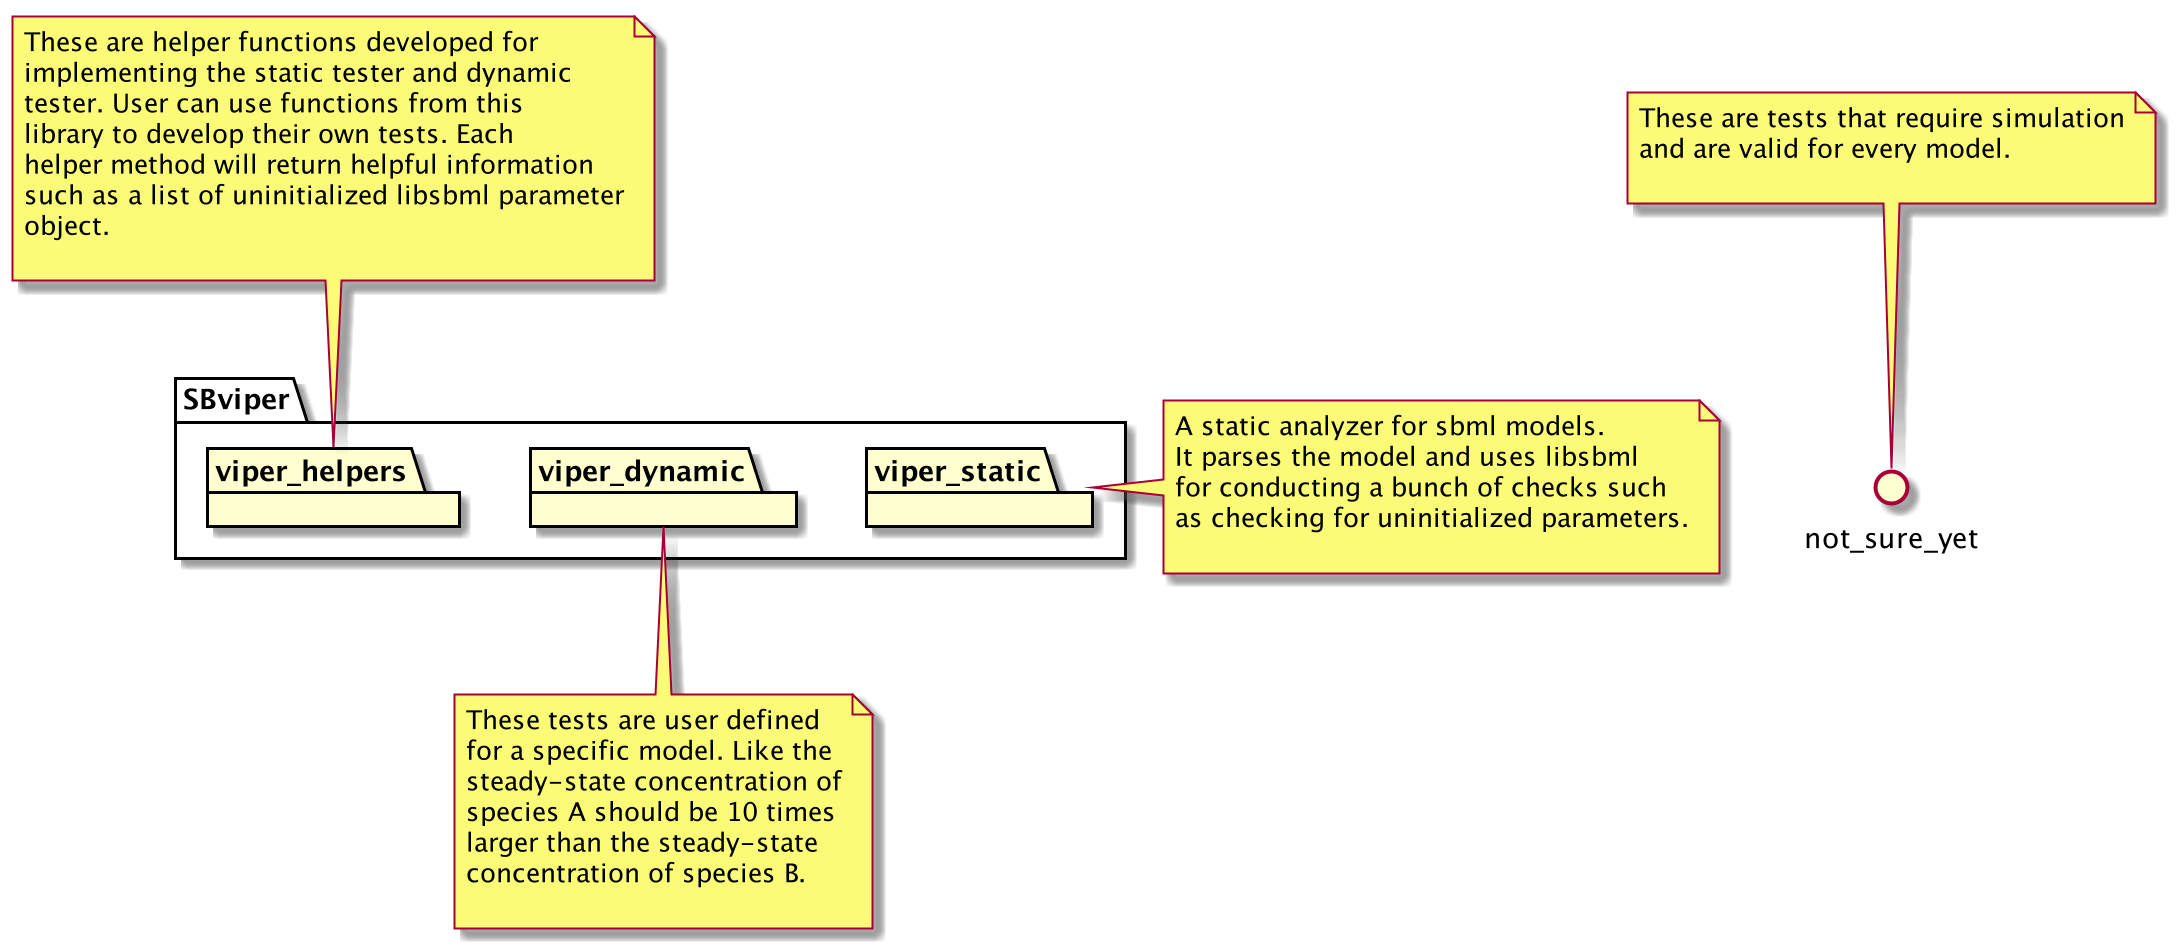 These are helper functions developed for
implementing the static tester and dynamic
tester. User can use functions from this
library to develop their own tests. Each
helper method will return helpful information
such as a list of uninitialized libsbml parameter
object.
These are tests that require simulation
and are valid for every model.
SBviper
viper_helpers
viper_dynamic
viper_static
A static analyzer for sbml models.
It parses the model and uses libsbml
for conducting a bunch of checks such
as checking for uninitialized parameters.
not_sure_yet
These tests are user defined
for a specific model. Like the
steady-state concentration of
species A should be 10 times
larger than the steady-state
concentration of species B.